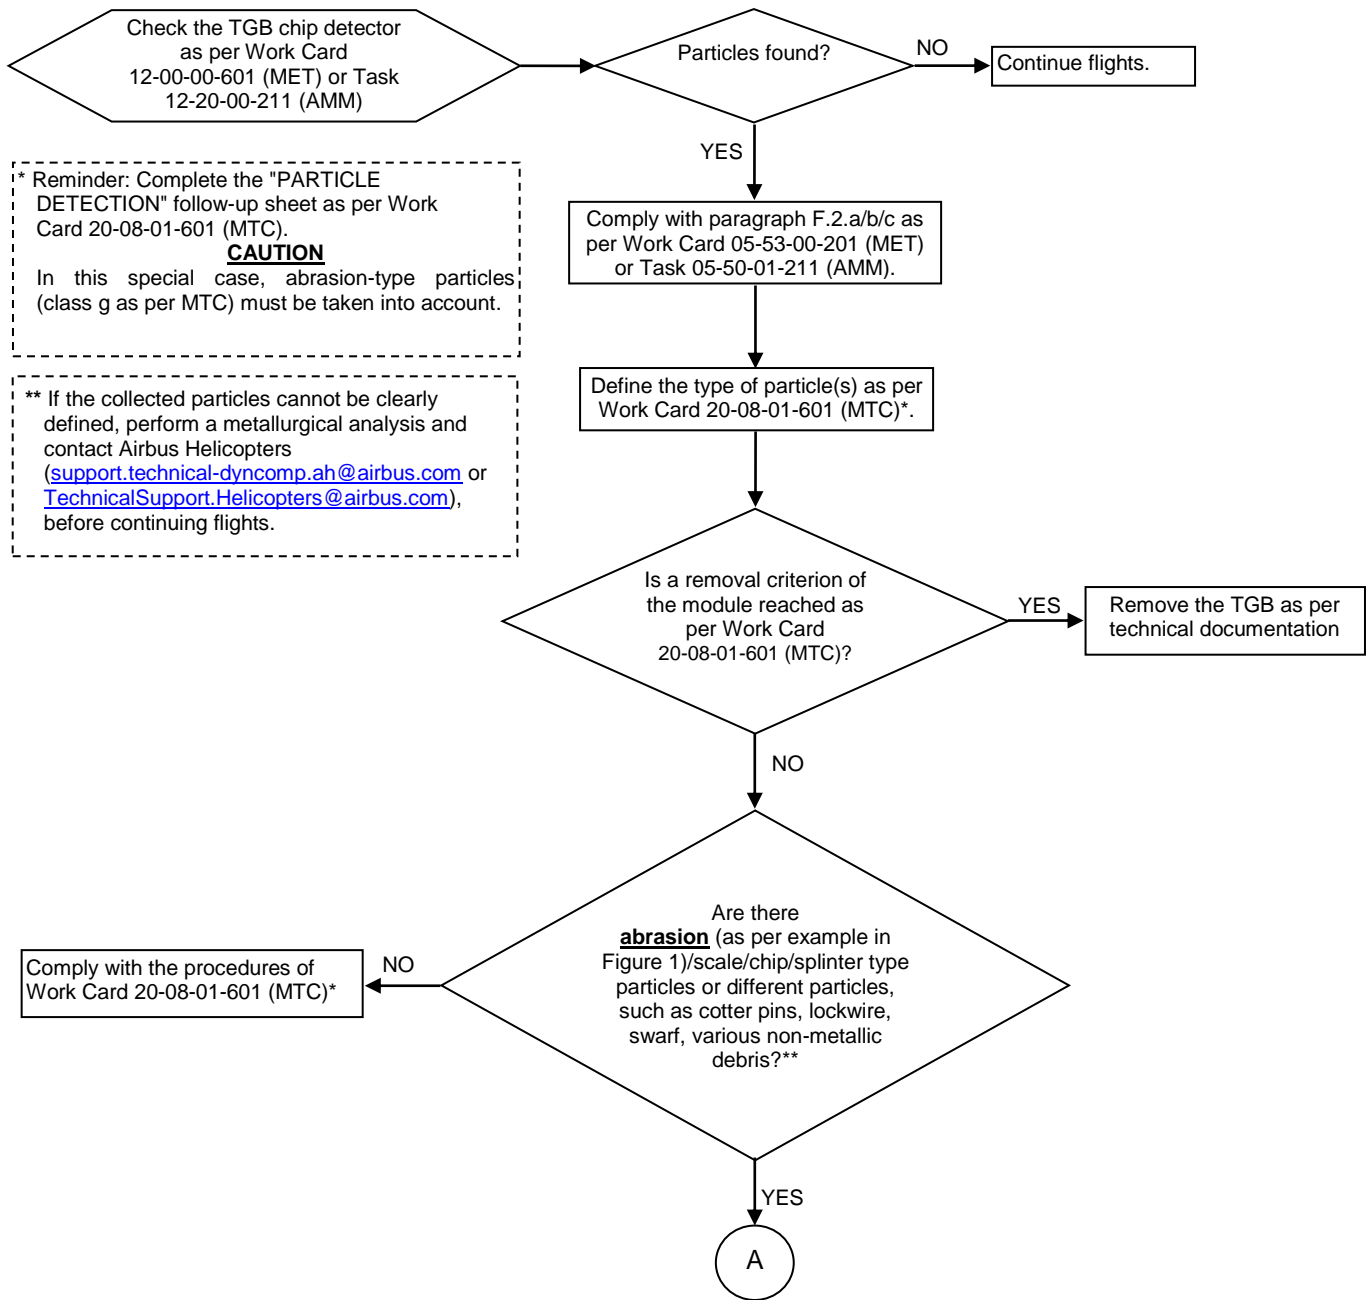 Check the TGB chip detector
as per Work Card
12-00-00-601 (MET) or Task
12-20-00-211 (AMM)
Particles found?
NO
Continue flights.
YES
* Reminder: Complete the "PARTICLE
DETECTION" follow-up sheet as per Work
Card 20-08-01-601 (MTC).
CAUTION
In this special case, abrasion-type particles
(class g as per MTC) must be taken into account.
Comply with paragraph F.2.a/b/c as
per Work Card 05-53-00-201 (MET)
or Task 05-50-01-211 (AMM).
** If the collected particles cannot be clearly
defined, perform a metallurgical analysis and
contact Airbus Helicopters
(support.technical-dyncomp.ah@airbus.com or
TechnicalSupport.Helicopters@airbus.com),
before continuing flights.
Define the type of particle(s) as per
Work Card 20-08-01-601 (MTC)*.
Is a removal criterion of
the module reached as
per Work Card
20-08-01-601 (MTC)?
YES
Remove the TGB as per
technical documentation
NO
Are there
abrasion (as per example in
Figure 1)/scale/chip/splinter type
particles or different particles,
such as cotter pins, lockwire,
swarf, various non-metallic
debris?**
NO
Comply with the procedures of
Work Card 20-08-01-601 (MTC)*
YES
A